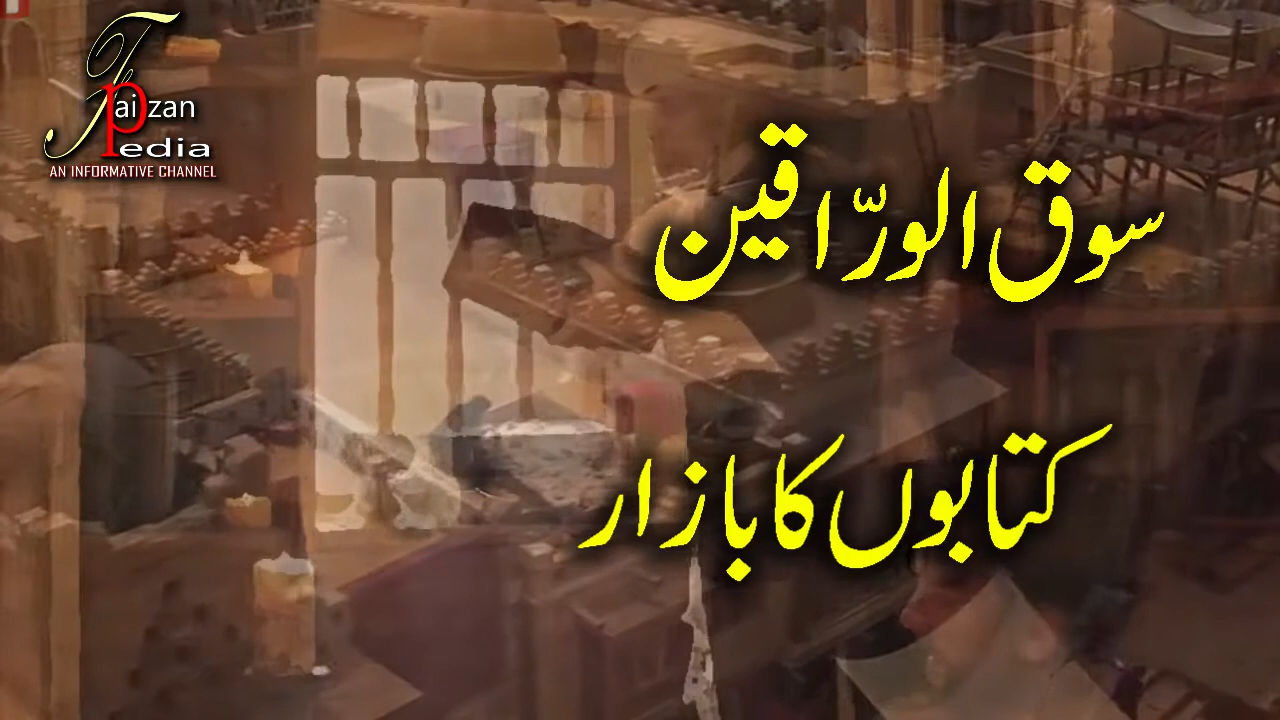 Faizan
Pedia
AN INFORMATIVE CHANNEL
سوق الورّاقین
کتابوں کا بازار